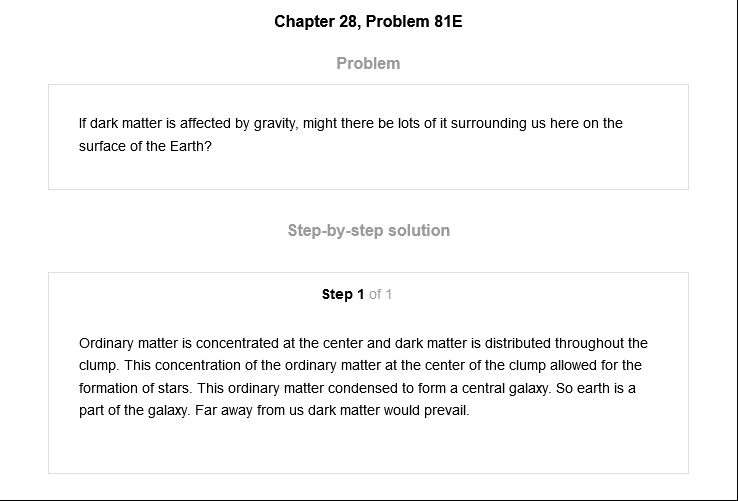 Chapter 28, Problem 81E
Problem
If dark matter is affected by gravity, might there be lots of it surrounding us here on the
surface of the Earth?
Step-by-step solution
Step 1 of 1
Ordinary matter is concentrated at the center and dark matter is distributed throughout the
clump. This concentration of the ordinary matter at the center of the clump allowed for the
formation of stars. This ordinary matter condensed to form a central galaxy. So earth is a
part of the galaxy. Far away from us dark matter would prevail.